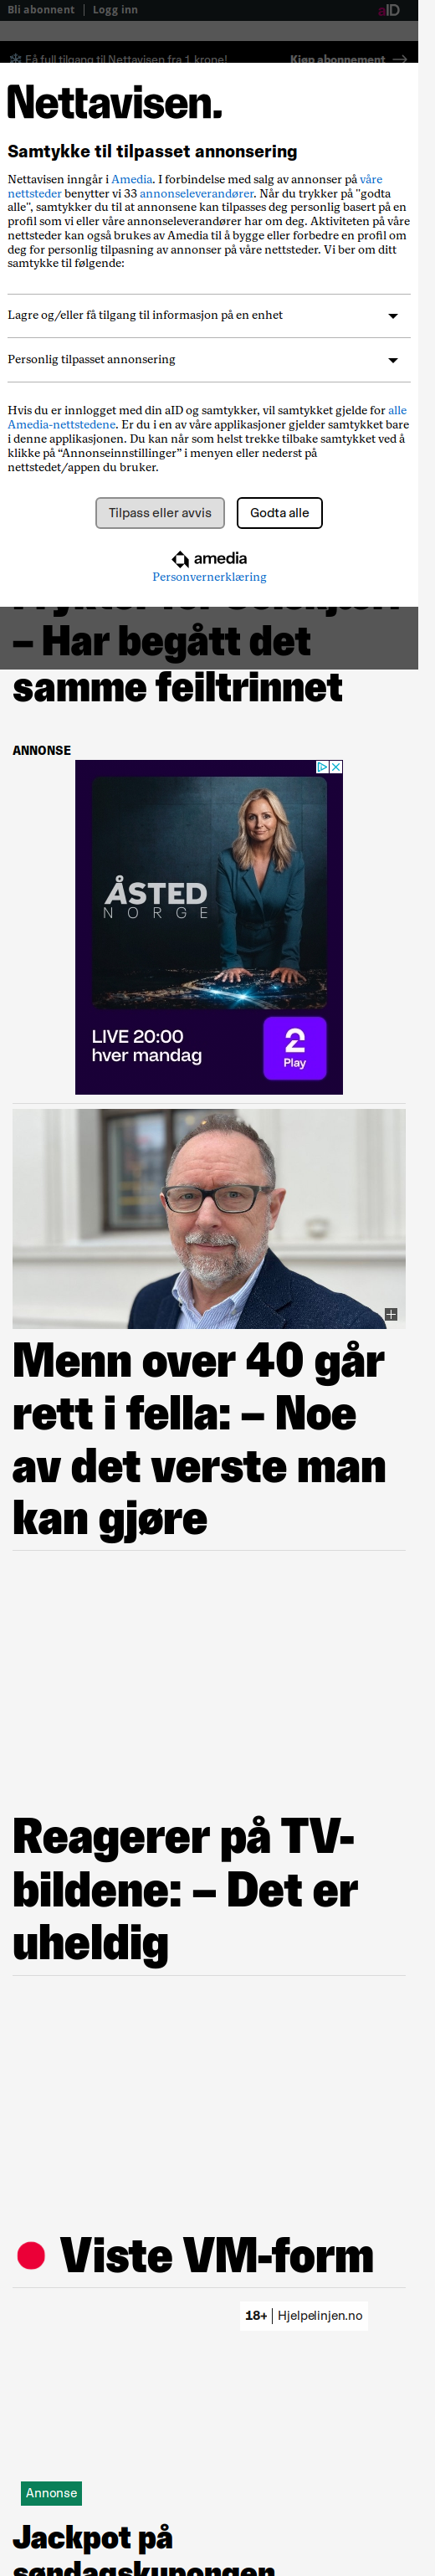 Bli abonnent | Logg inn
aID
Få full tilgang til Nettavisen fra 1 krone!
Kjøp abonnement
Nettavisen.
Samtykke til tilpasset annonsering
Nettavisen inngår i Amedia. I forbindelse med salg av annonser på våre
nettsteder benytter vi 33 annonseleverandører. Når du trykker på "godta
alle", samtykker du til at annonsene kan tilpasses deg personlig basert på en
profil som vi eller våre annonseleverandører har om deg. Aktiviteten på våre
nettsteder kan også brukes av Amedia til å bygge eller forbedre en profil om
deg for personlig tilpasning av annonser på våre nettsteder. Vi ber om ditt
samtykke til følgende:
Lagre og/eller få tilgang til informasjon på en enhet
Personlig tilpasset annonsering
Hvis du er innlogget med din aID og samtykker, vil samtykket gjelde for alle
Amedia-nettstedene. Er du i en av våre applikasjoner gjelder samtykket bare
i denne applikasjonen. Du kan når som helst trekke tilbake samtykket ved å
klikke på “Annonseinnstillinger” i menyen eller nederst på
nettstedet/appen du bruker.
Tilpass eller avvis
Godta alle
amedia
Personvernerklæring
– Har begått det
samme feiltrinnet
ANNONSE
ÅSTED
NORGE
LIVE 20:00
hver mandag
2
Play
Menn over 40 går
rett i fella: – Noe
av det verste man
kan gjøre
Reagerer på TV-
bildene: – Det er
uheldig
Viste VM-form
18+ | Hjelpelinjen.no
Annonse
Jackpot på
søndagskupongen